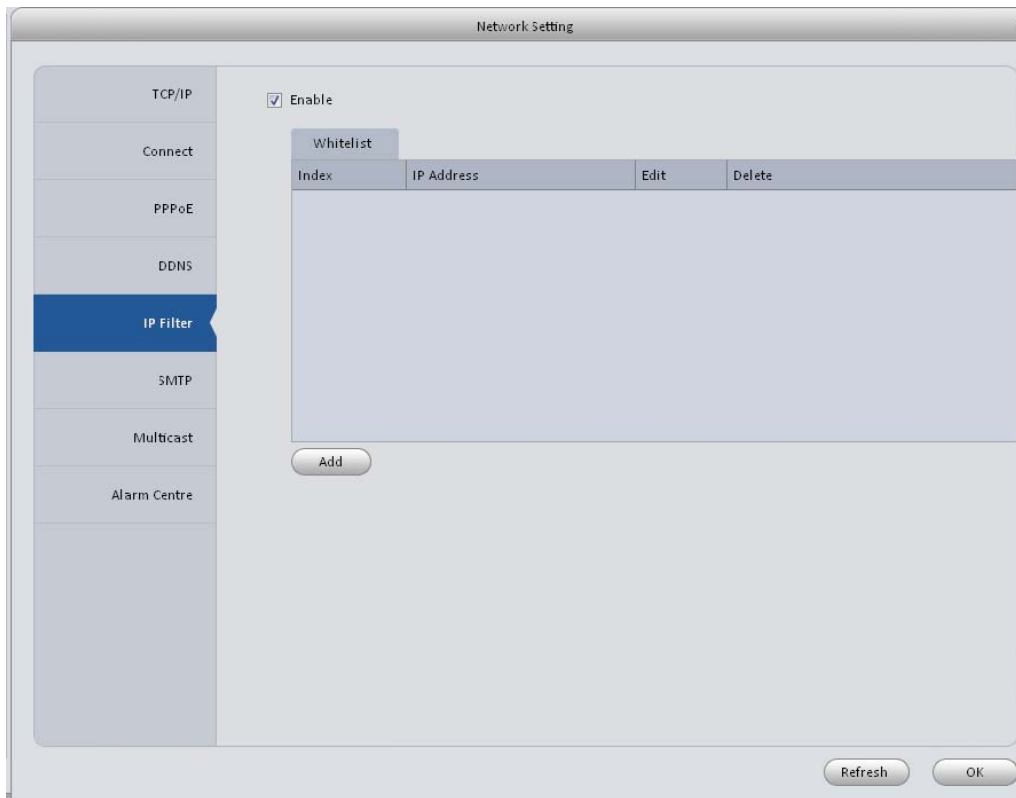 Network Setting
TCP/IP
Connect
PPPoE
DDNS
IP Filter
SMTP
Multicast
Alarm Centre
Enable
Whitelist
Index IP Address Edit Delete
Add
Refresh OK